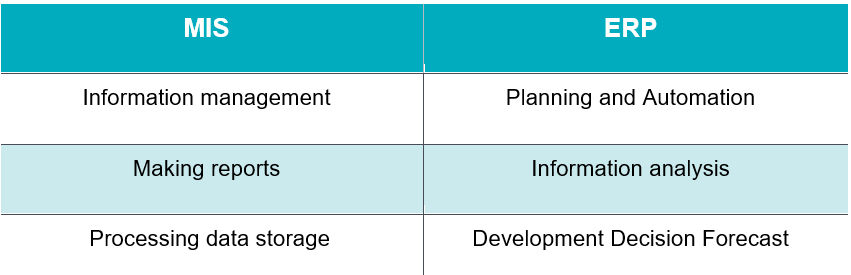 MIS ERP
Information management Planning and Automation
Making reports Information analysis
Processing data storage Development Decision Forecast